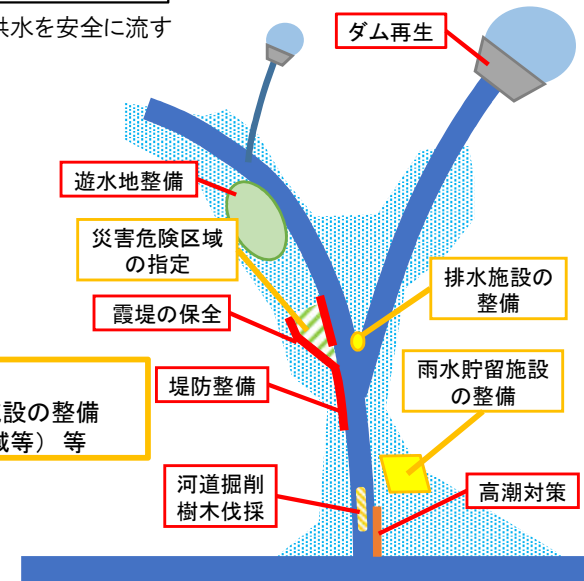 洪水を安全に流す
ダム再生
遊水地整備
災害危険区域
の指定
排水施設の
整備
霞堤の保全
雨水貯留施設
の整備
堤防整備
設の整備
域等） 等
河道掘削
樹木伐採
高潮対策